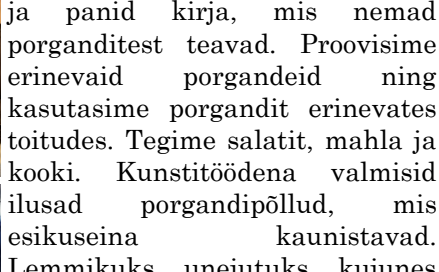 ja panid kirja, mis nemad
porganditest teavad. Proovisime
erinevaid porgandeid ning
kasutasime porgandit erinevates
toitudes. Tegime salatit, mahla ja
kooki. Kunstitöödena valmisid
ilusad porgandipõllud, mis
esikuseina kaunistavad.
Lemmikuks unejutuks kujunes